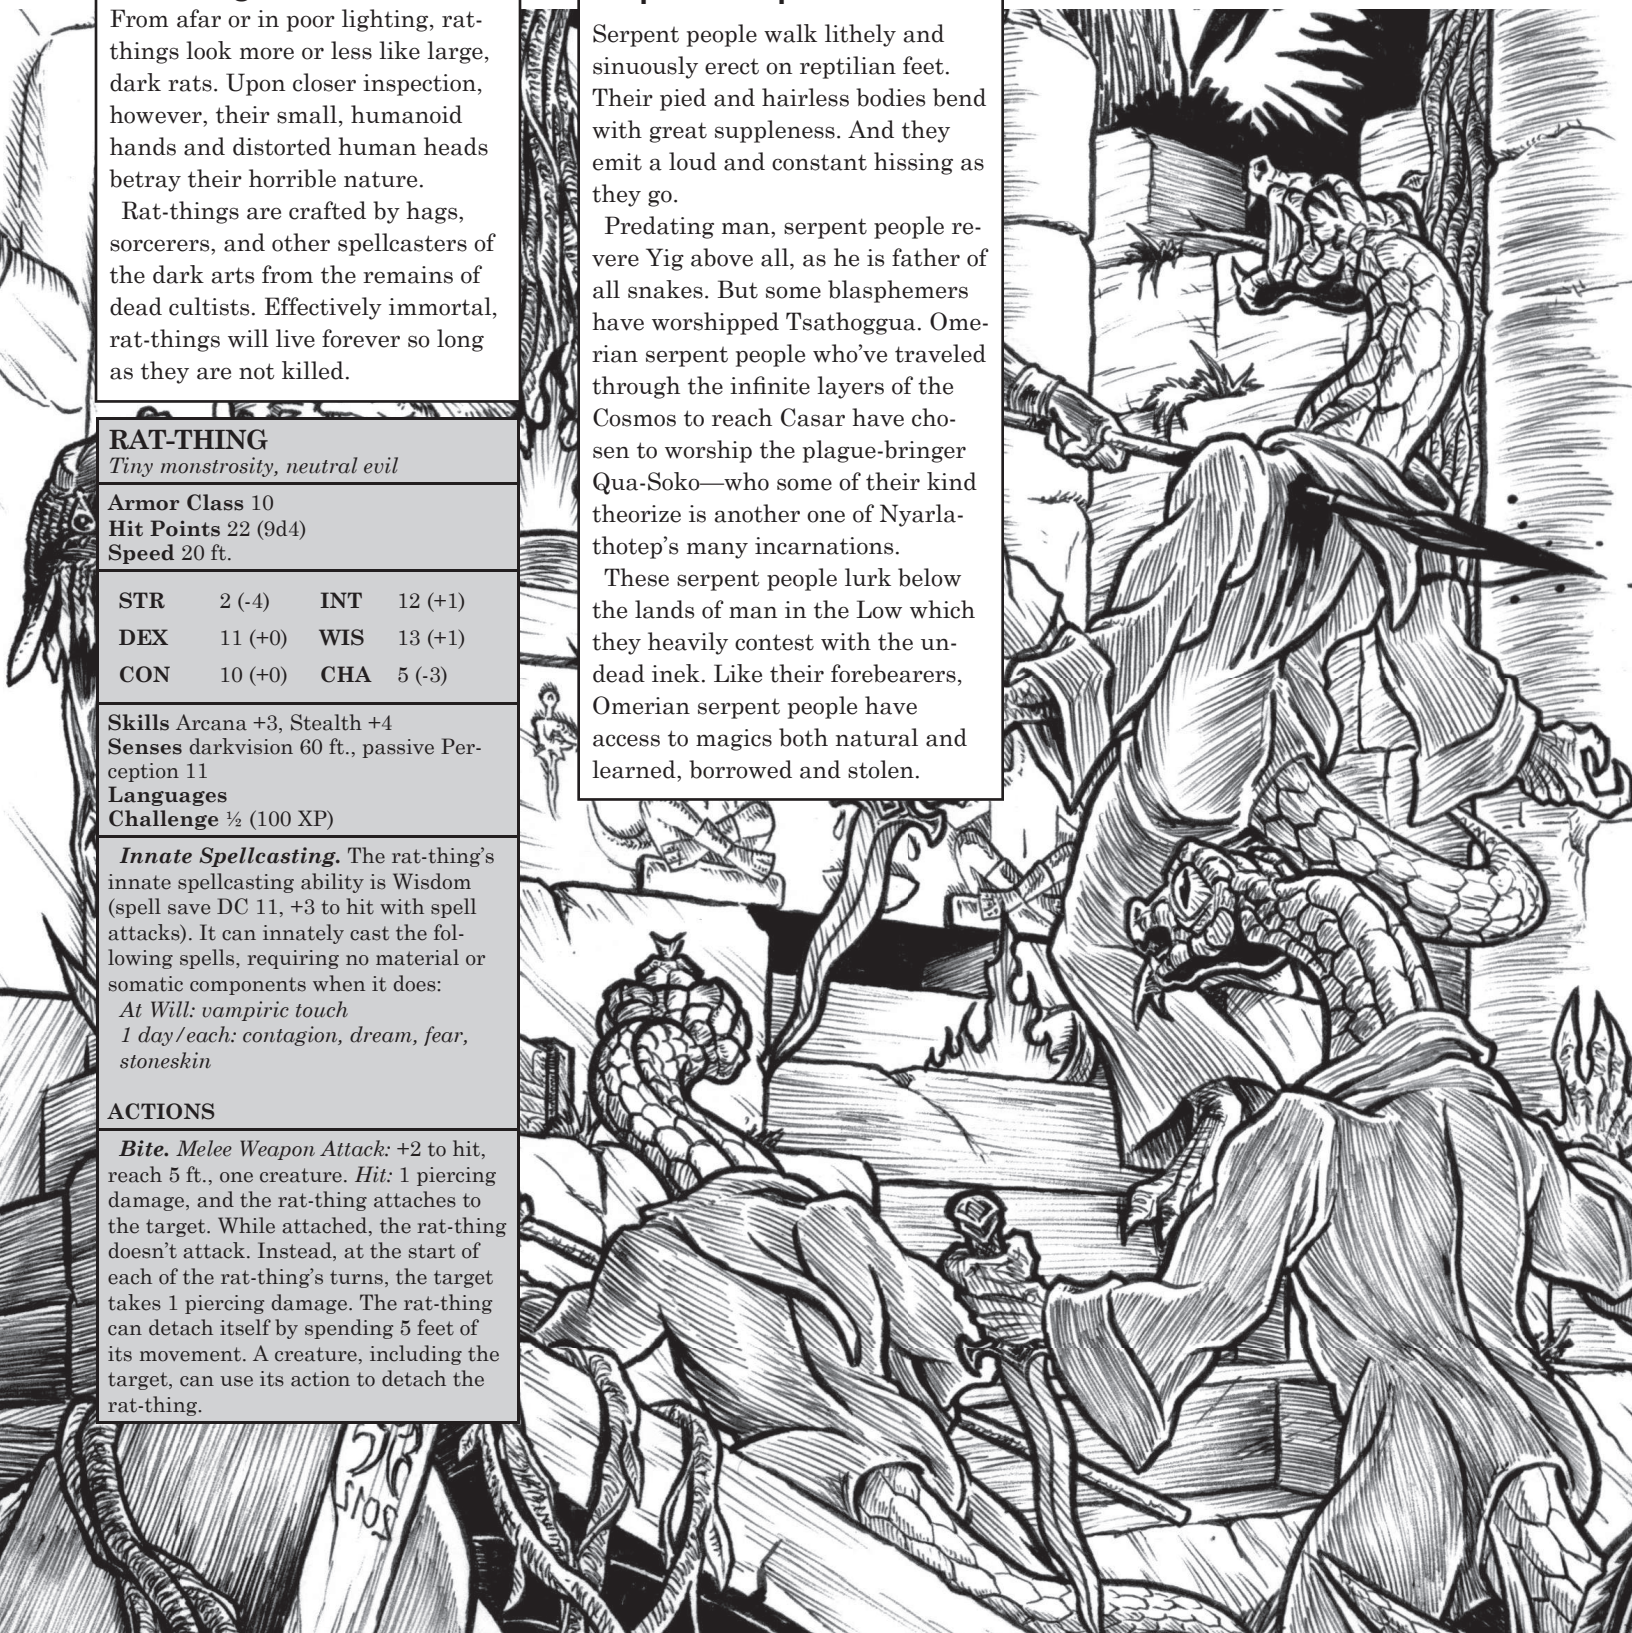 From afar or in poor lighting, rat-
things look more or less like large,
dark rats. Upon closer inspection,
however, their small, humanoid
hands and distorted human heads
betray their horrible nature.
Rat-things are crafted by hags,
sorcerers, and other spellcasters of
the dark arts from the remains of
dead cultists. Effectively immortal,
rat-things will live forever so long
as they are not killed.
RAT-THING
Tiny monstrosity, neutral evil
Armor Class 10
Hit Points 22 (9d4)
Speed 20 ft.
STR 2 (-4) INT 12 (+1)
DEX 11 (+0) WIS 13 (+1)
CON 10 (+0) CHA 5 (-3)
Skills Arcana +3, Stealth +4
Senses darkvision 60 ft., passive Per-
ception 11
Languages
Challenge ½ (100 XP)
Innate Spellcasting. The rat-thing’s
innate spellcasting ability is Wisdom
(spell save DC 11, +3 to hit with spell
attacks). It can innately cast the fol-
lowing spells, requiring no material or
somatic components when it does:
At Will: vampiric touch
1 day/each: contagion, dream, fear,
stoneskin
ACTIONS
Bite. Melee Weapon Attack: +2 to hit,
reach 5 ft., one creature. Hit: 1 piercing
damage, and the rat-thing attaches to
the target. While attached, the rat-thing
doesn’t attack. Instead, at the start of
each of the rat-thing’s turns, the target
takes 1 piercing damage. The rat-thing
can detach itself by spending 5 feet of
its movement. A creature, including the
target, can use its action to detach the
rat-thing.
Serpent people walk lithely and
sinuously erect on reptilian feet.
Their pied and hairless bodies bend
with great suppleness. And they
emit a loud and constant hissing as
they go.
Predating man, serpent people re-
vere Yig above all, as he is father of
all snakes. But some blasphemers
have worshipped Tsathoggua. Ome-
rian serpent people who’ve traveled
through the infinite layers of the
Cosmos to reach Casar have cho-
sen to worship the plague-bringer
Qua-Soko—who some of their kind
theorize is another one of Nyarla-
thotep’s many incarnations.
These serpent people lurk below
the lands of man in the Low which
they heavily contest with the un-
dead inek. Like their forebearers,
Omerian serpent people have
access to magics both natural and
learned, borrowed and stolen.
2012